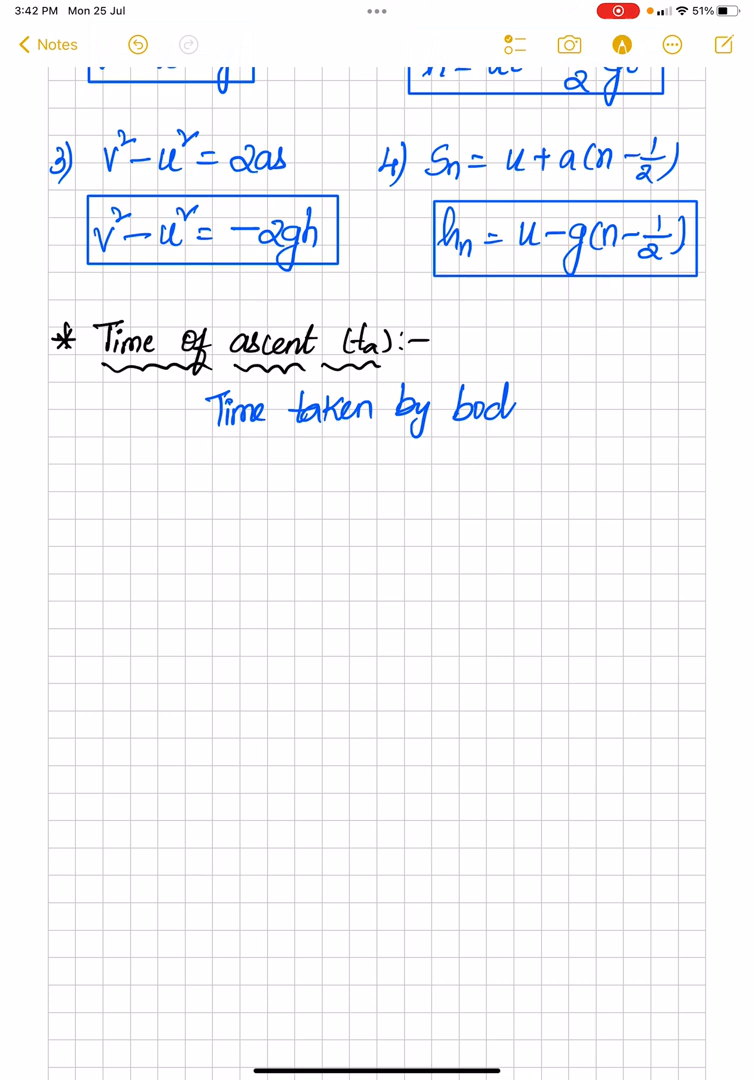 3:42 PM Mon 25 Jul
51%
Notes
3) v² - u² = 2as
4) Sn = u + a(n - 1/2)
v² - u² = -2gh
hn = u - g(n - 1/2)
* Time of ascent (ta):-
Time taken by bod